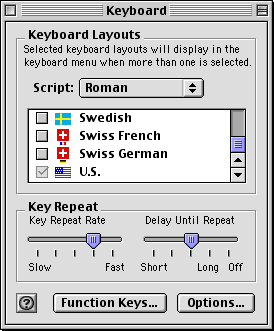 Keyboard
Keyboard Layouts
Selected keyboard layouts will display in the
keyboard menu when more than one is selected.
Script: Roman
Swedish
Swiss French
Swiss German
U.S.
Key Repeat
Key Repeat Rate Delay Until Repeat
Slow Fast Short Long Off
? Function Keys... Options...